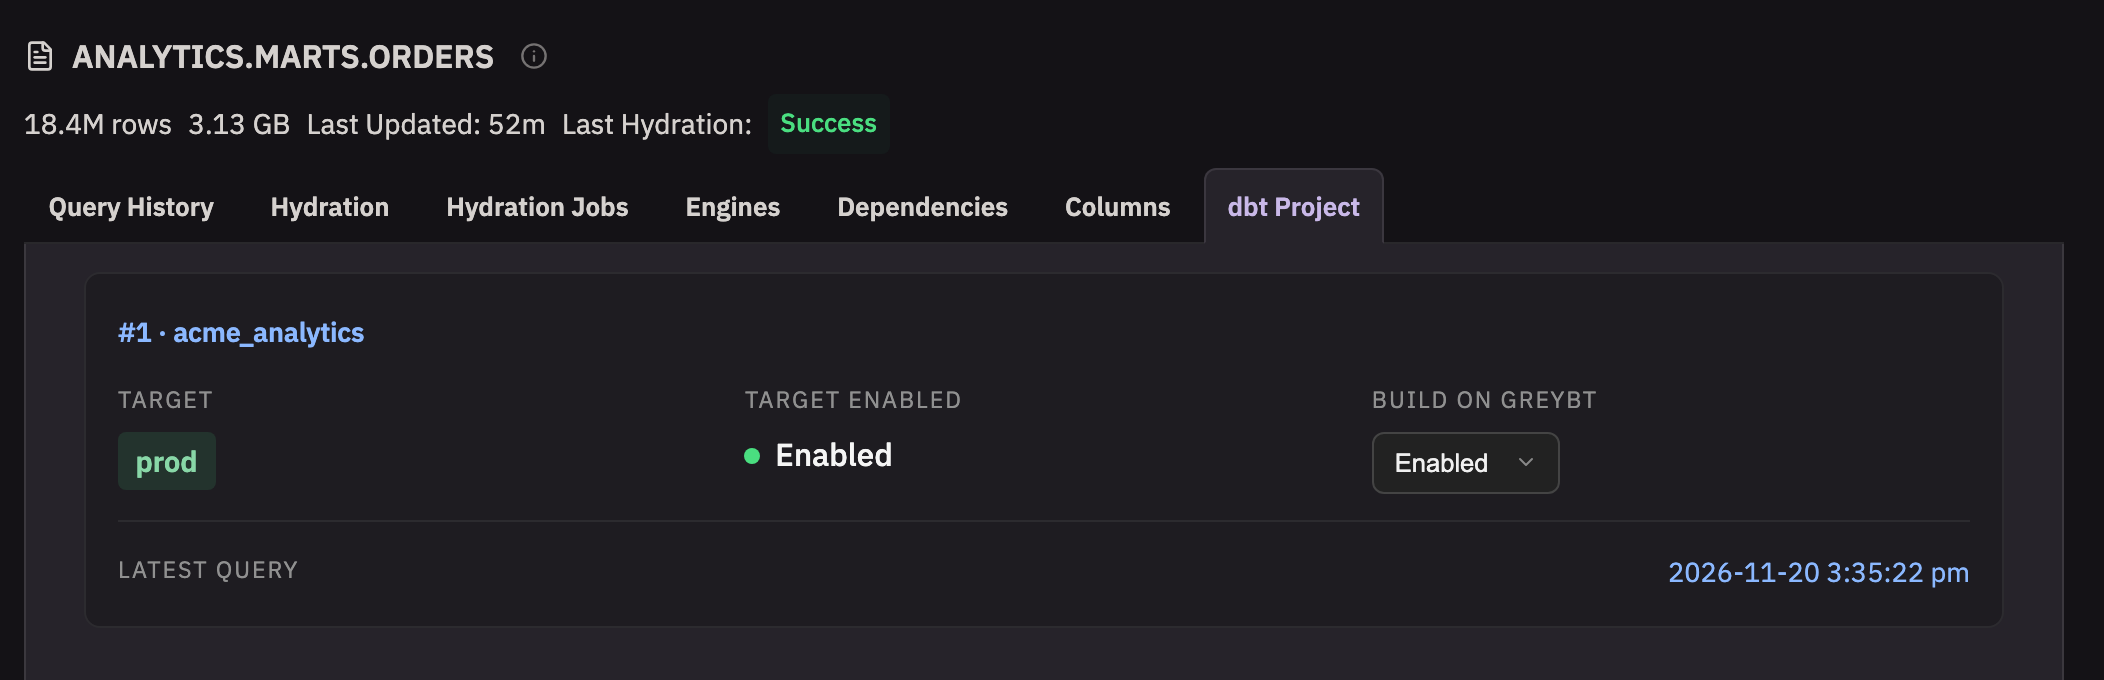 ANALYTICS.MARTS.ORDERS
18.4M rows 3.13 GB Last Updated: 52m Last Hydration: Success
Query History Hydration Hydration Jobs Engines Dependencies Columns dbt Project
#1 · acme_analytics
TARGET TARGET ENABLED BUILD ON GREYBT
prod Enabled Enabled
LATEST QUERY 2026-11-20 3:35:22 pm